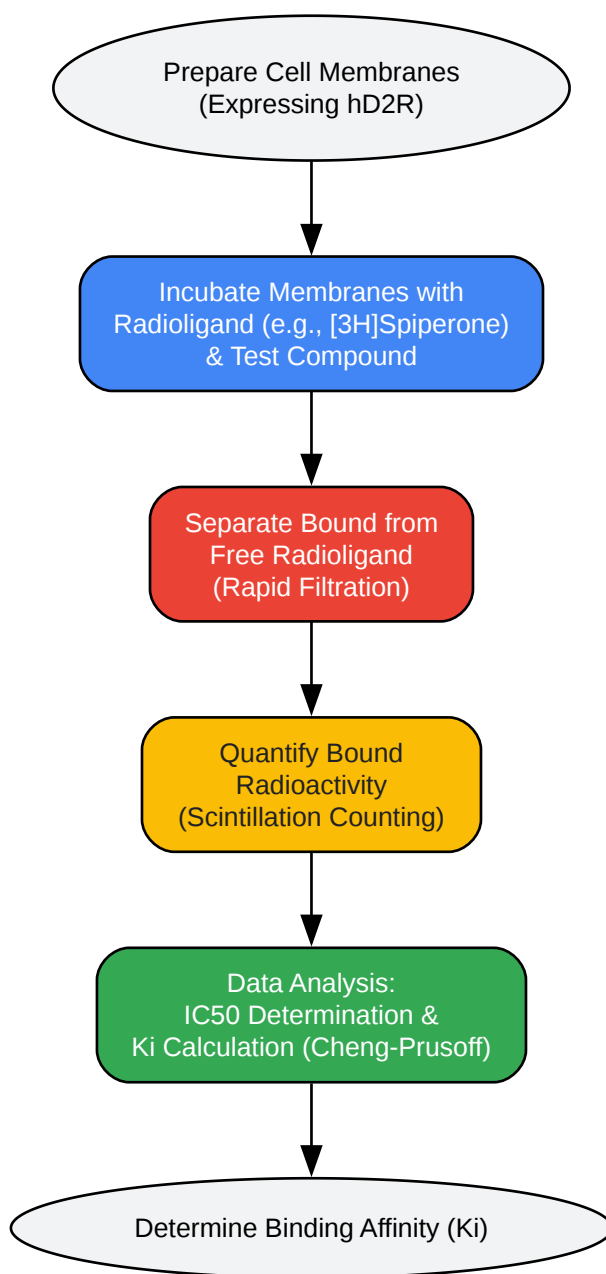 Prepare Cell Membranes
(Expressing hD2R)
Incubate Membranes with
Radioligand (e.g., [3H]Spiperone)
& Test Compound
Separate Bound from
Free Radioligand
(Rapid Filtration)
Quantify Bound
Radioactivity
(Scintillation Counting)
Data Analysis:
IC50 Determination &
Ki Calculation (Cheng-Prusoff)
Determine Binding Affinity (Ki)